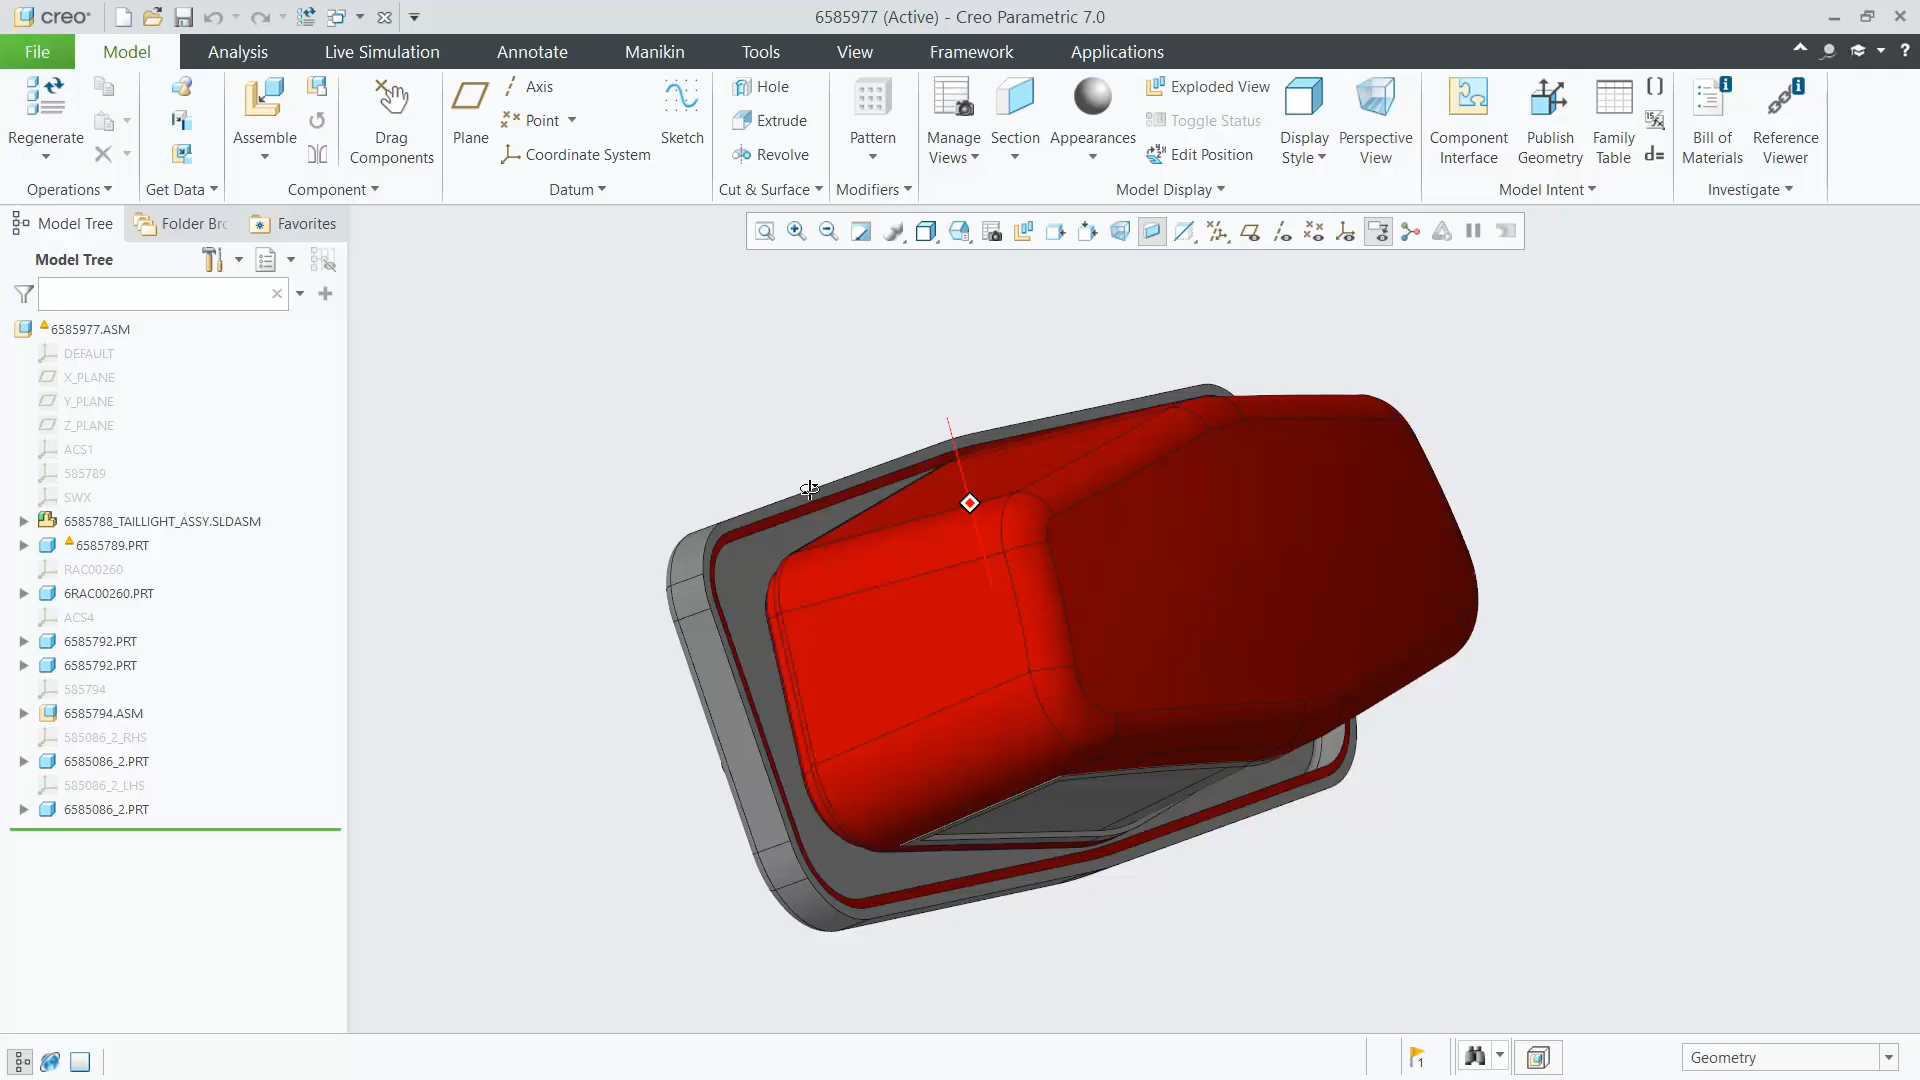 creo
6585977 (Active) - Creo Parametric 7.0
File Model Analysis Live Simulation Annotate Manikin Tools View Framework Applications
Regenerate
Operations
Get Data
Assemble
Drag Components
Component
Plane
Axis
Point
Coordinate System
Sketch
Datum
Hole
Extrude
Revolve
Cut & Surface
Pattern
Modifiers
Manage Views
Section
Appearances
Exploded View
Toggle Status
Edit Position
Display Style
Perspective View
Model Display
Component Interface
Publish Geometry
Family Table
d=
Model Intent
Bill of Materials
Reference Viewer
Investigate
Model Tree Folder Brc Favorites
Model Tree
6585977.ASM
DEFAULT
X_PLANE
Y_PLANE
Z_PLANE
ACS1
585789
SWX
6585788_TAILLIGHT_ASSY.SLDASM
6585789.PRT
RAC00260
6RAC00260.PRT
ACS4
6585792.PRT
6585792.PRT
585794
6585794.ASM
585086_2_RHS
6585086_2.PRT
585086_2_LHS
6585086_2.PRT
1
Geometry